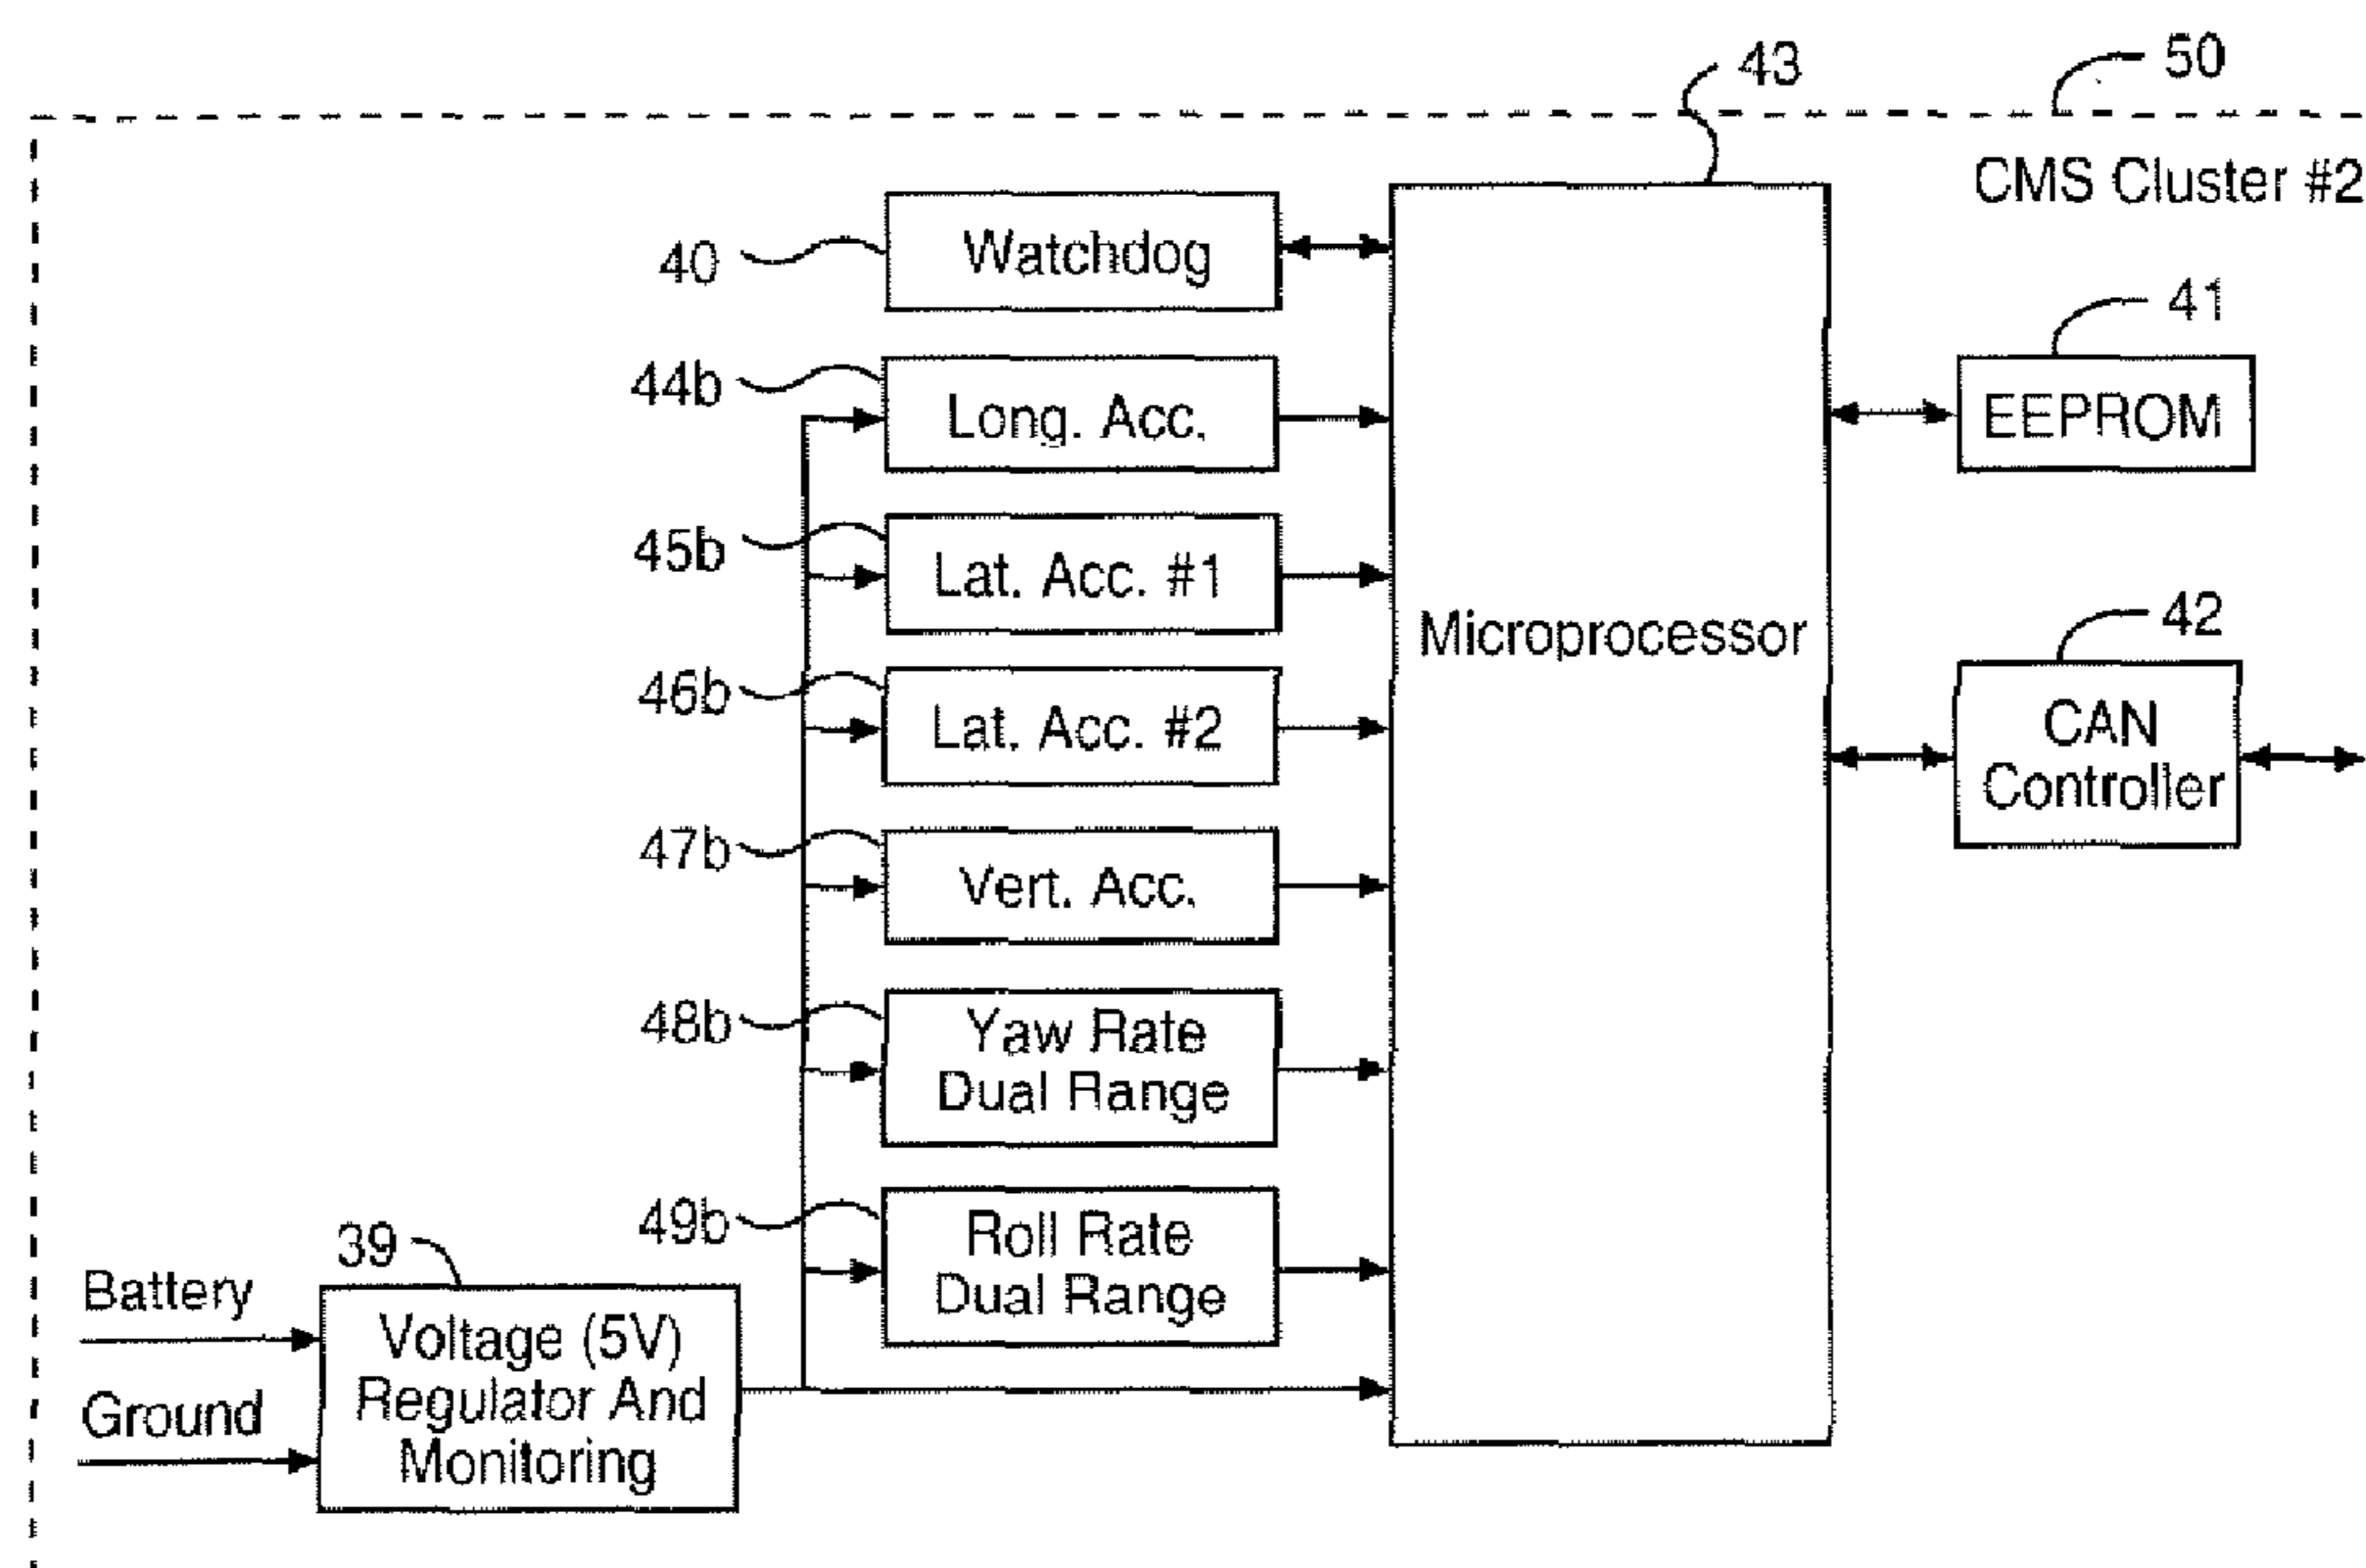 43
50
CMS Cluster #2
40
Watchdog
41
EEPROM
44b
Long. Acc.
45b
Lat. Acc. #1
Microprocessor
42
CAN
Controller
46b
Lat. Acc. #2
47b
Vert. Acc.
48b
Yaw Rate
Dual Range
49b
Roll Rate
Dual Range
39
Battery
Ground
Voltage (5V)
Regulator And
Monitoring